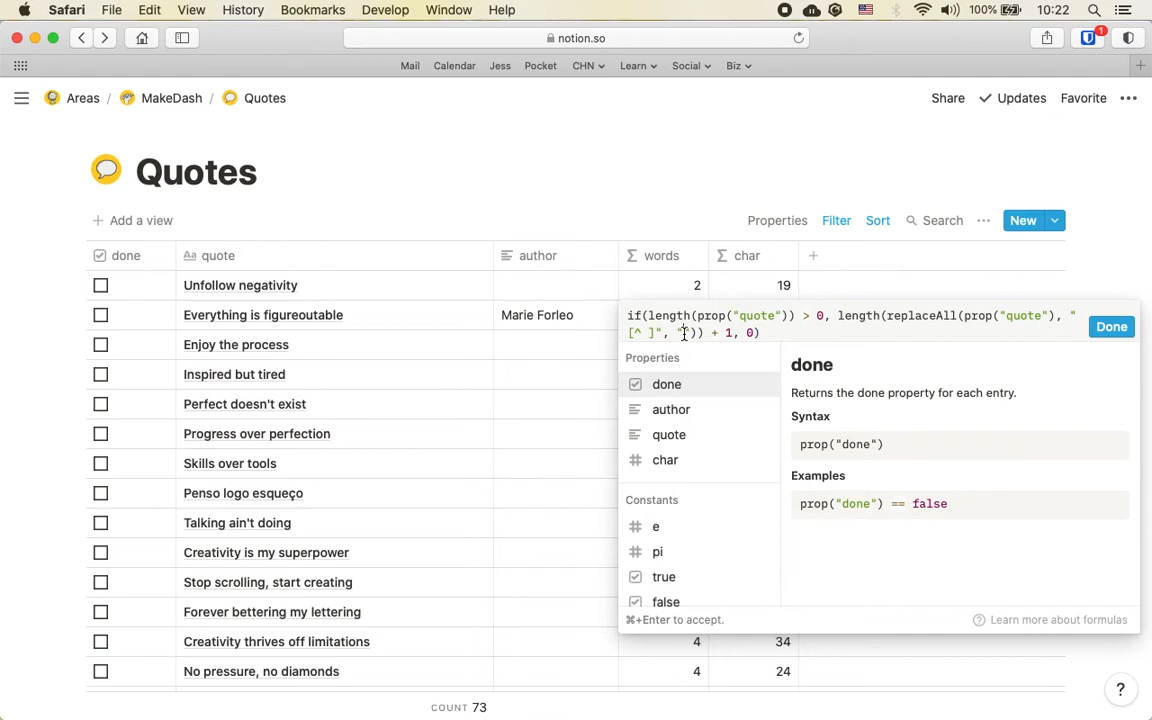 Safari File Edit View History Bookmarks Develop Window Help 100% 10:22
notion.so 1
Mail Calendar Jess Pocket CHN Learn Social Biz
Areas / MakeDash / Quotes Share Updates Favorite
Quotes
Add a view Properties Filter Sort Search New
done Aa quote author words char
Unfollow negativity 2 19
Everything is figureoutable Marie Forleo
Enjoy the process
Inspired but tired
Perfect doesn't exist
Progress over perfection
Skills over tools
Penso logo esqueço
Talking ain't doing
Creativity is my superpower
Stop scrolling, start creating
Forever bettering my lettering
Creativity thrives off limitations 4 34
No pressure, no diamonds 4 24
COUNT 73
if(length(prop("quote")) > 0, length(replaceAll(prop("quote"), "
[^ ]", "")) + 1, 0)
Done
Properties
done
author
quote
char
Constants
e
pi
true
false
done
Returns the done property for each entry.
Syntax
prop("done")
Examples
prop("done") == false
⌘+Enter to accept.
? Learn more about formulas
?